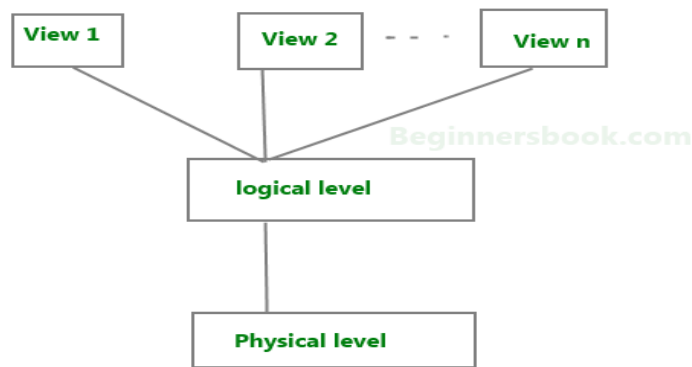 View 1
View 2
View n
Beginnersbook.com
logical level
Physical level